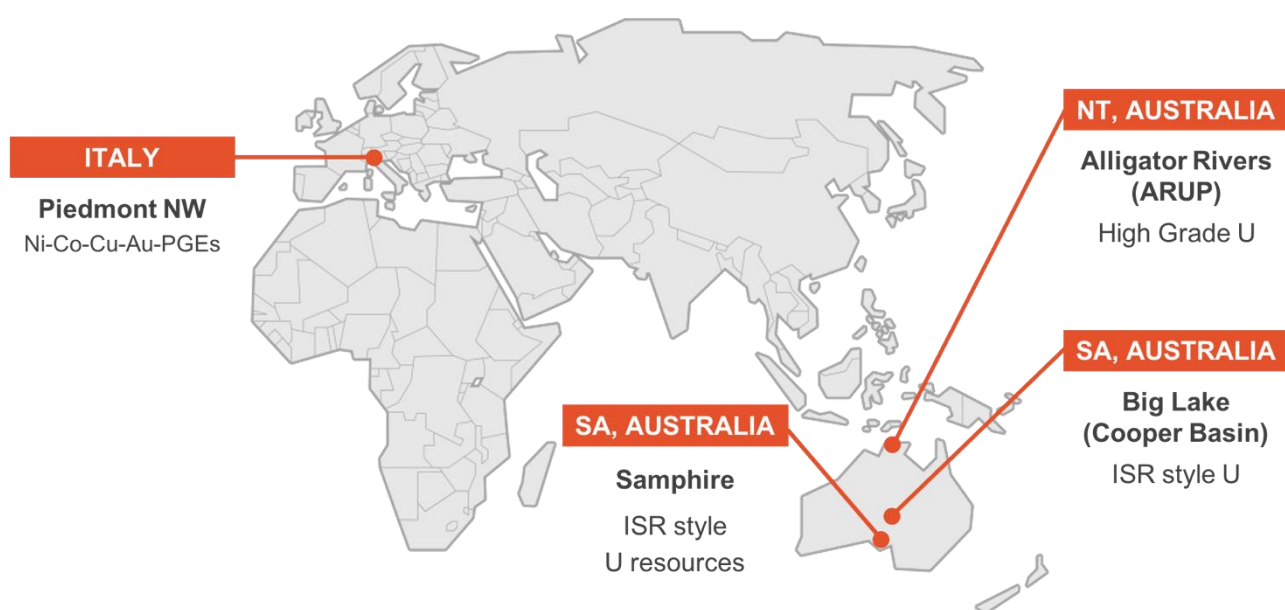 ITALY
Piedmont NW
Ni-Co-Cu-Au-PGEs
NT, AUSTRALIA
Alligator Rivers
(ARUP)
High Grade U
SA, AUSTRALIA
Big Lake
(Cooper Basin)
ISR style U
SA, AUSTRALIA
Samphire
ISR style
U resources